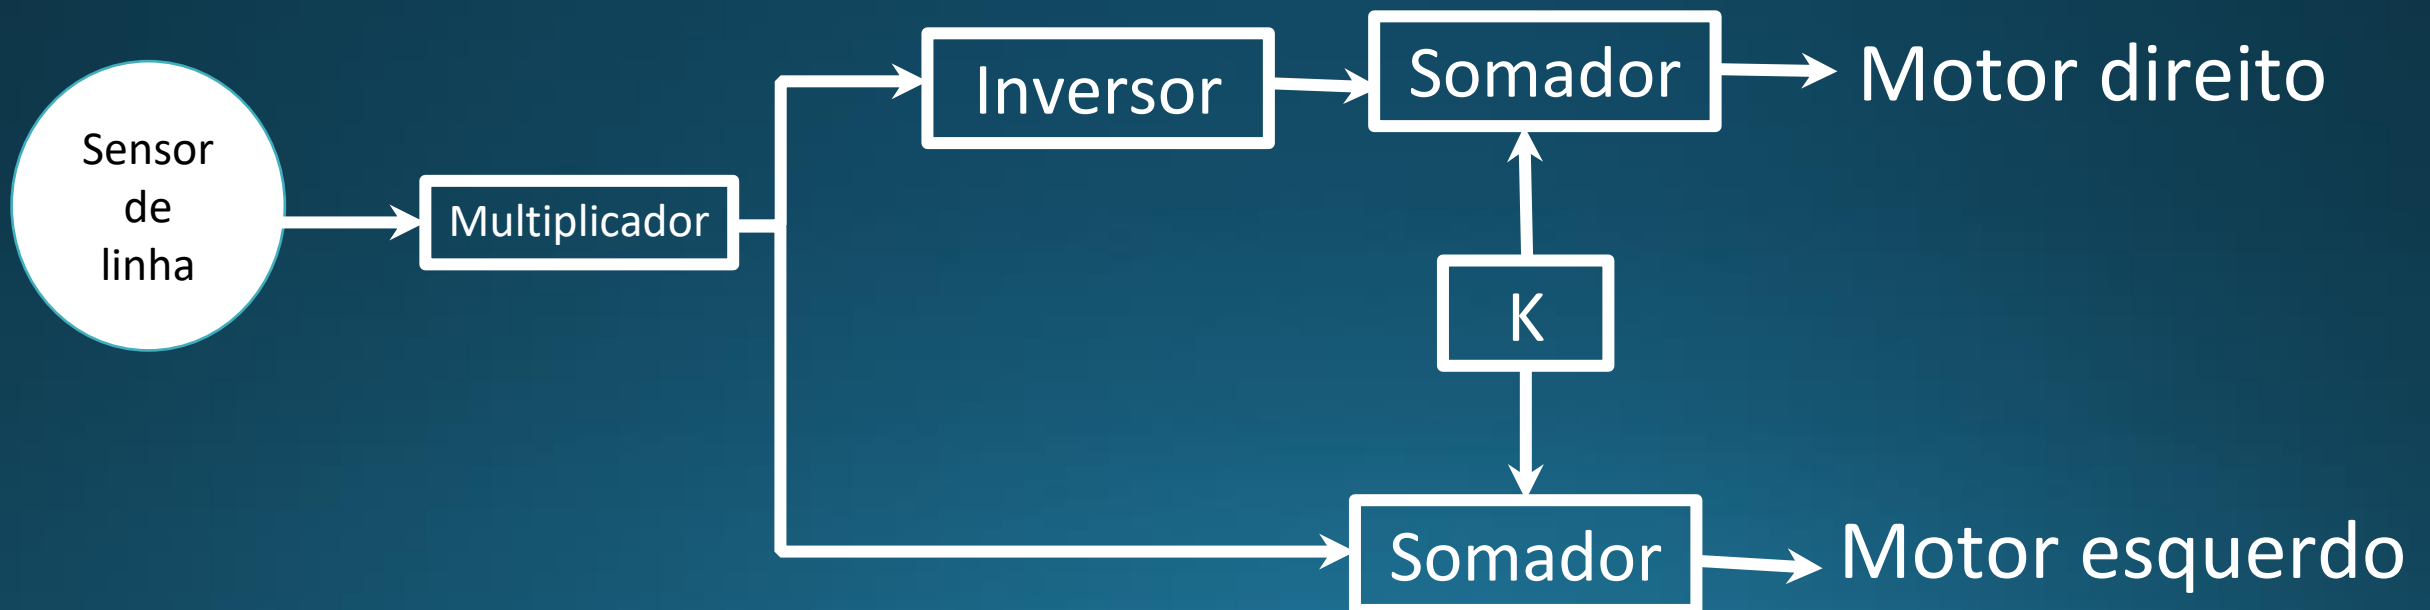 Sensor
de
linha
Multiplicador
Inversor
Somador
Motor direito
K
Somador
Motor esquerdo